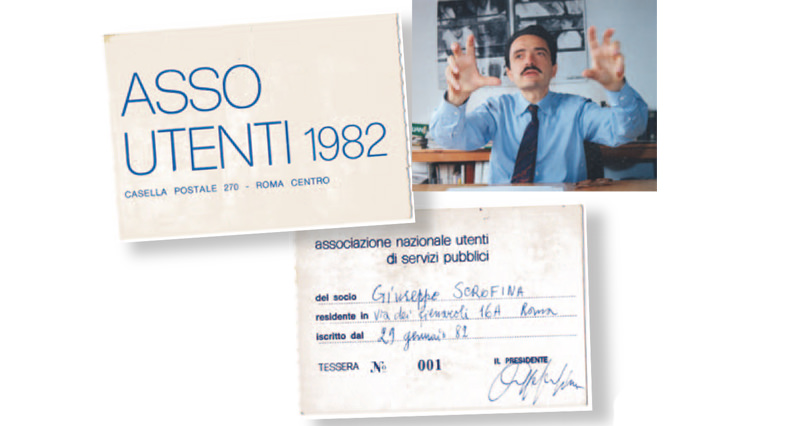 ASSO
UTENTI 1982
CASELLA POSTALE 270 - ROMA CENTRO
associazione nazionale utenti
di servizi pubblici
del socio Giuseppe SCROFINA
residente in via dei fienaroli 16A Roma
iscritto dal 29 gennaio 82
TESSERA No 001
IL PRESIDENTE